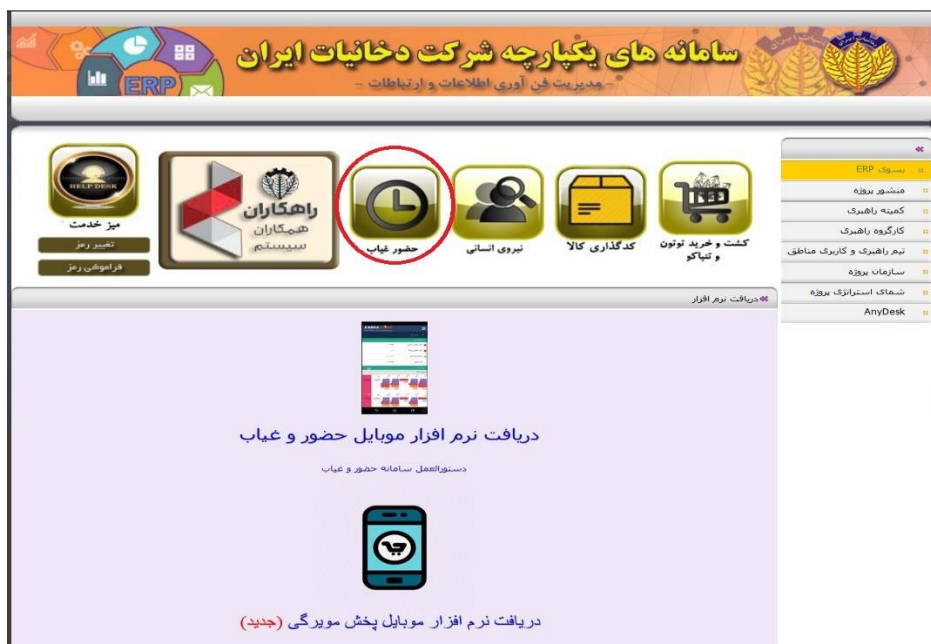 سامانه های یکپارچه شرکت دخانیات ایران
- مدیریت فن آوری اطلاعات و ارتباطات -
ERP
بسوی ERP
منشور پروژه
کمیته راهبری
کارگروه راهبری
تیم راهبری و کاربری مناطق
سازمان پروژه
شمای استراتژی پروژه
AnyDesk
کشت و خرید توتون
و تنباکو
کدگذاری کالا
نیروی انسانی
حضور غیاب
راهکاران
همکاران
سیستم
HELP DESK
میز خدمت
تغییر رمز
فراموشی رمز
دریافت نرم افزار
دریافت نرم افزار موبایل حضور و غیاب
دستورالعمل سامانه حضور و غیاب
دریافت نرم افزار موبایل پخش مویرگی (جدید)